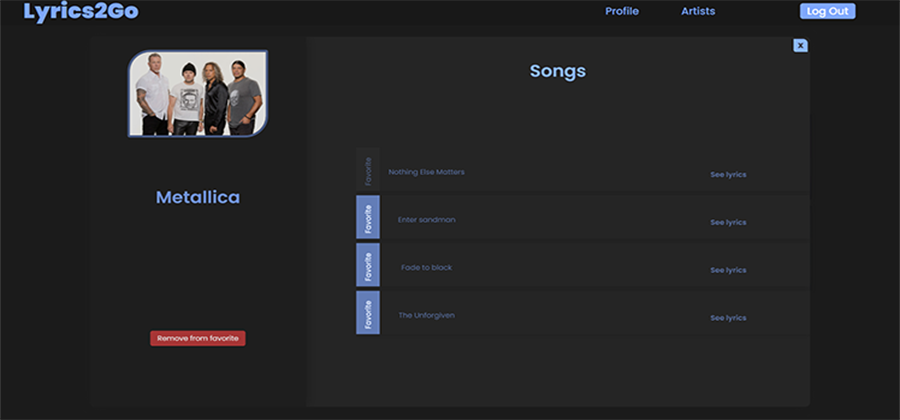 Lyrics2Go
Profile
Artists
Log Out
x
Metallica
Remove from favorite
Songs
Favorite
Nothing Else Matters
See lyrics
Favorite
Enter sandman
See lyrics
Favorite
Fade to black
See lyrics
Favorite
The Unforgiven
See lyrics